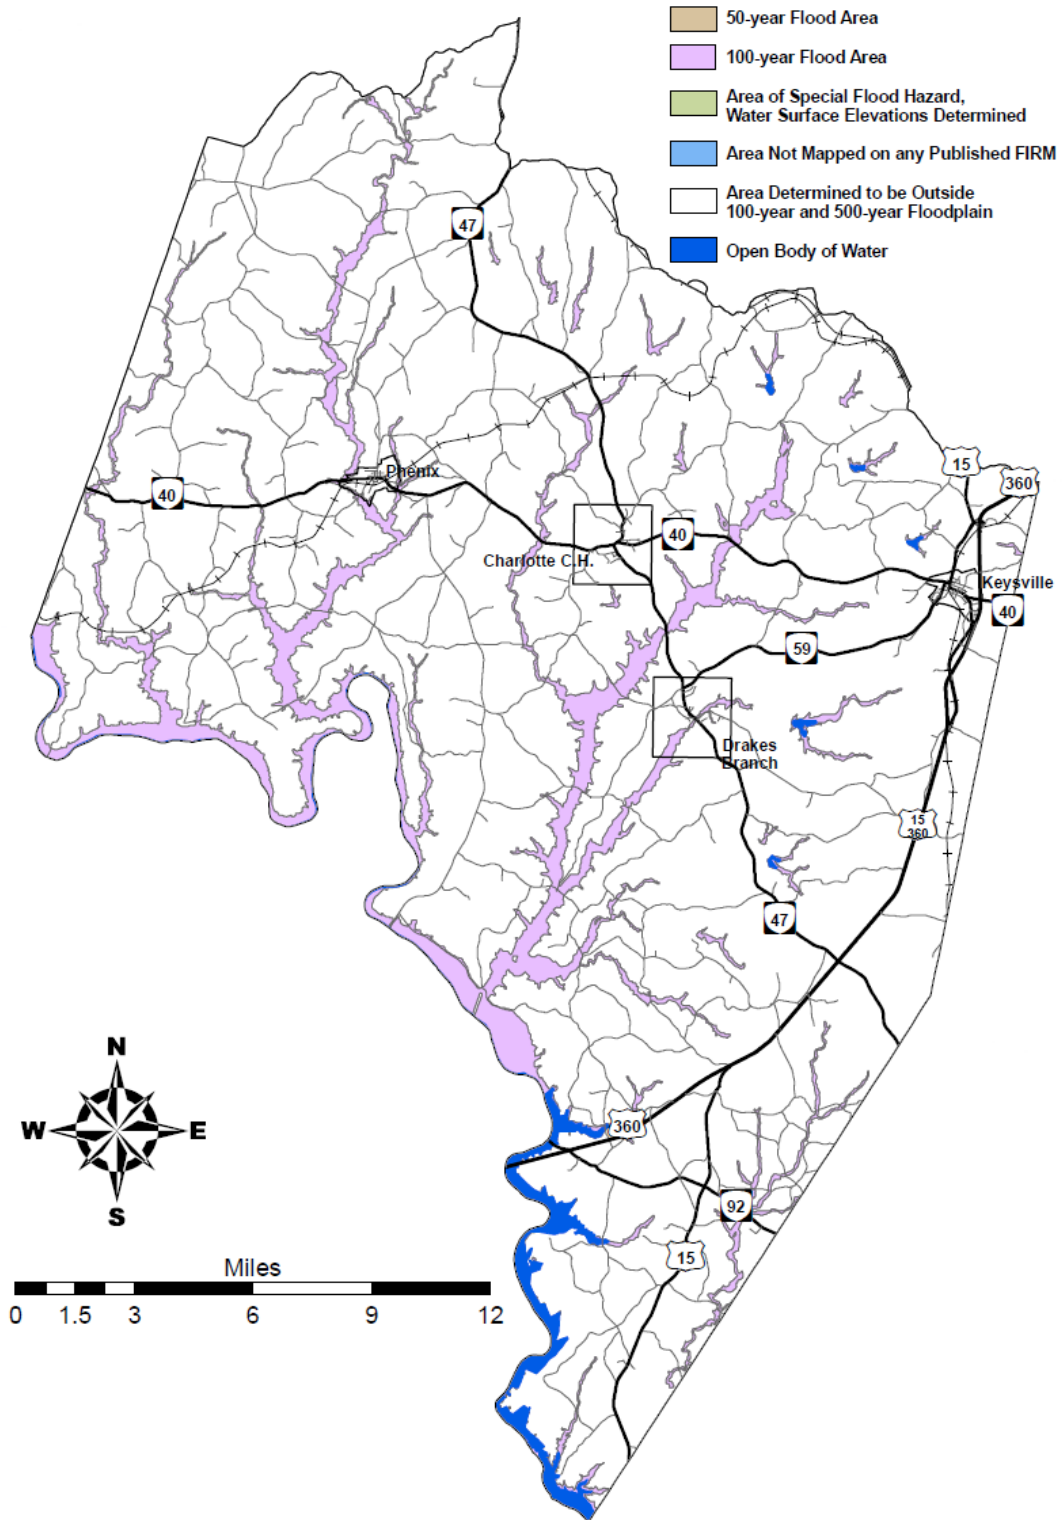 50-year Flood Area
100-year Flood Area
Area of Special Flood Hazard,
Water Surface Elevations Determined
Area Not Mapped on any Published FIRM
Area Determined to be Outside
100-year and 500-year Floodplain
Open Body of Water
47
15
360
Phenix
40
40
Charlotte C.H.
Keysville
40
59
Drakes
Branch
15
360
47
N
W E
S
360
92
15
Miles
0 1.5 3 6 9 12